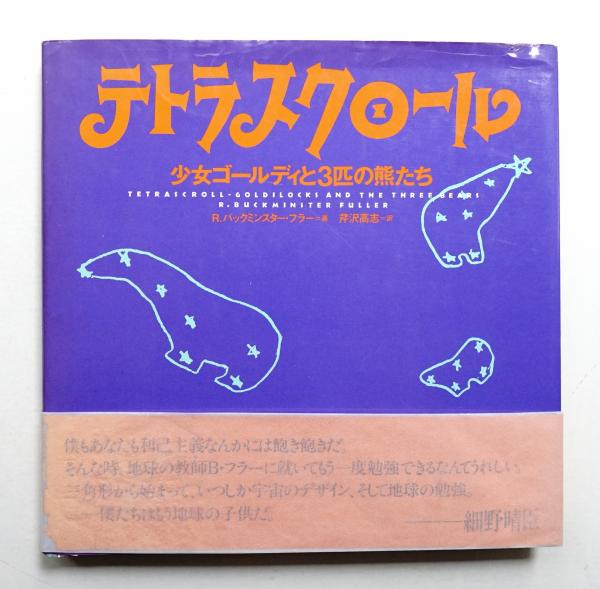 テトラスクロール
少女ゴールディと3匹の熊たち
TETRASCROLL-GOLDILOCKS AND THE THREE BEARS
R.BUCKMINSTER FULLER
R.バックミンスター・フラー=著 芹沢高志=訳
僕もあなたも利己主義なんかには飽き飽きだ。
そんな時、地球の教師B・フラーに就いてもう一度勉強できるなんてうれしい。
三角形から始まって、いつしか宇宙のデザイン、そして地球の勉強。
——僕たちはもう地球の子供だ。
——細野晴臣